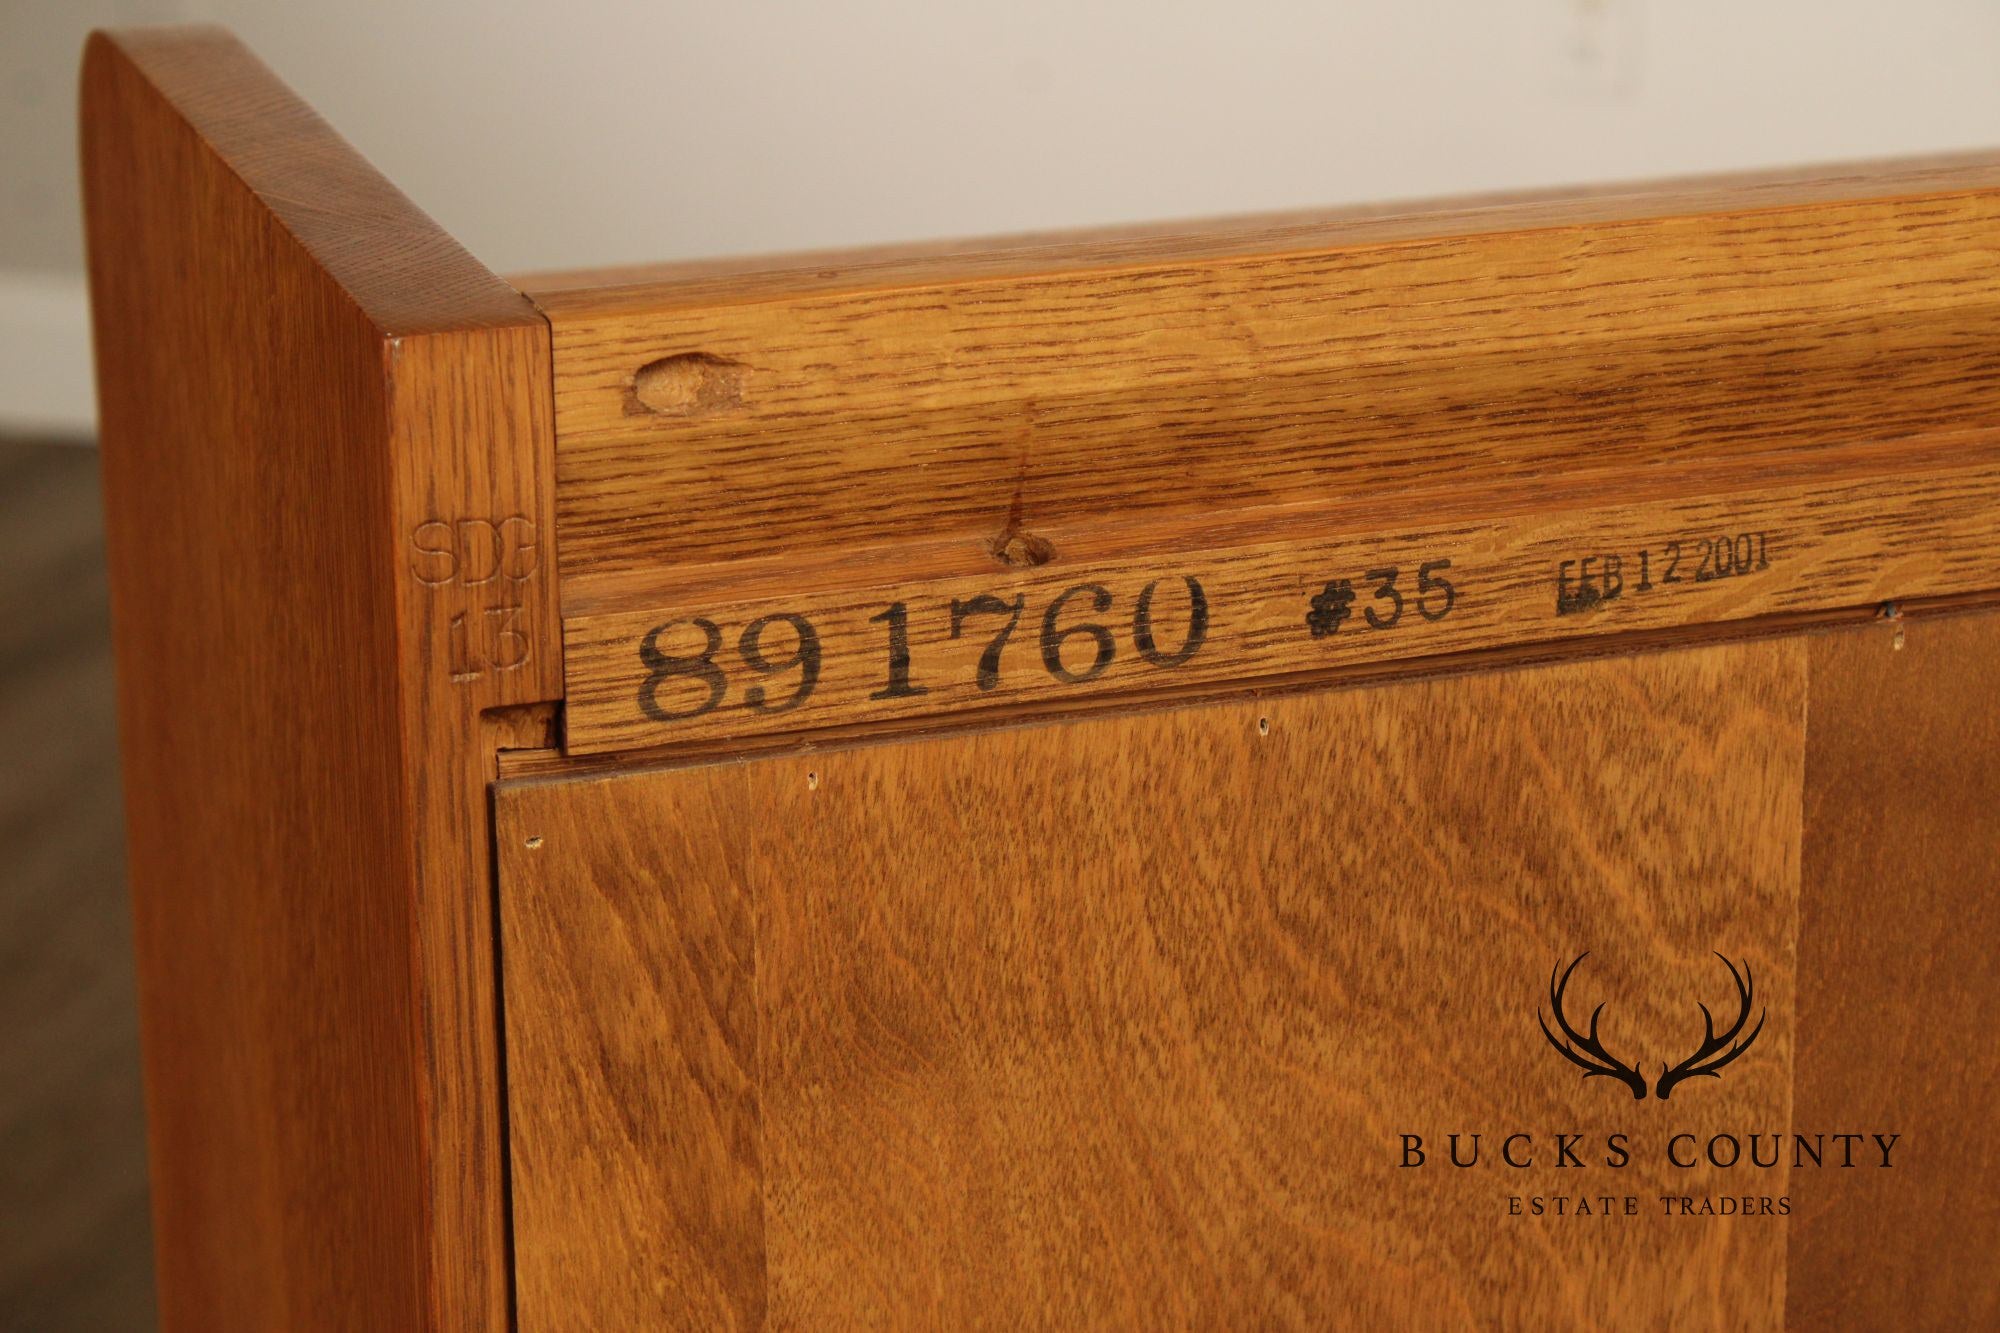 SDG
13
891760 #35 FEB 12 2001
BUCKS COUNTY
ESTATE TRADERS